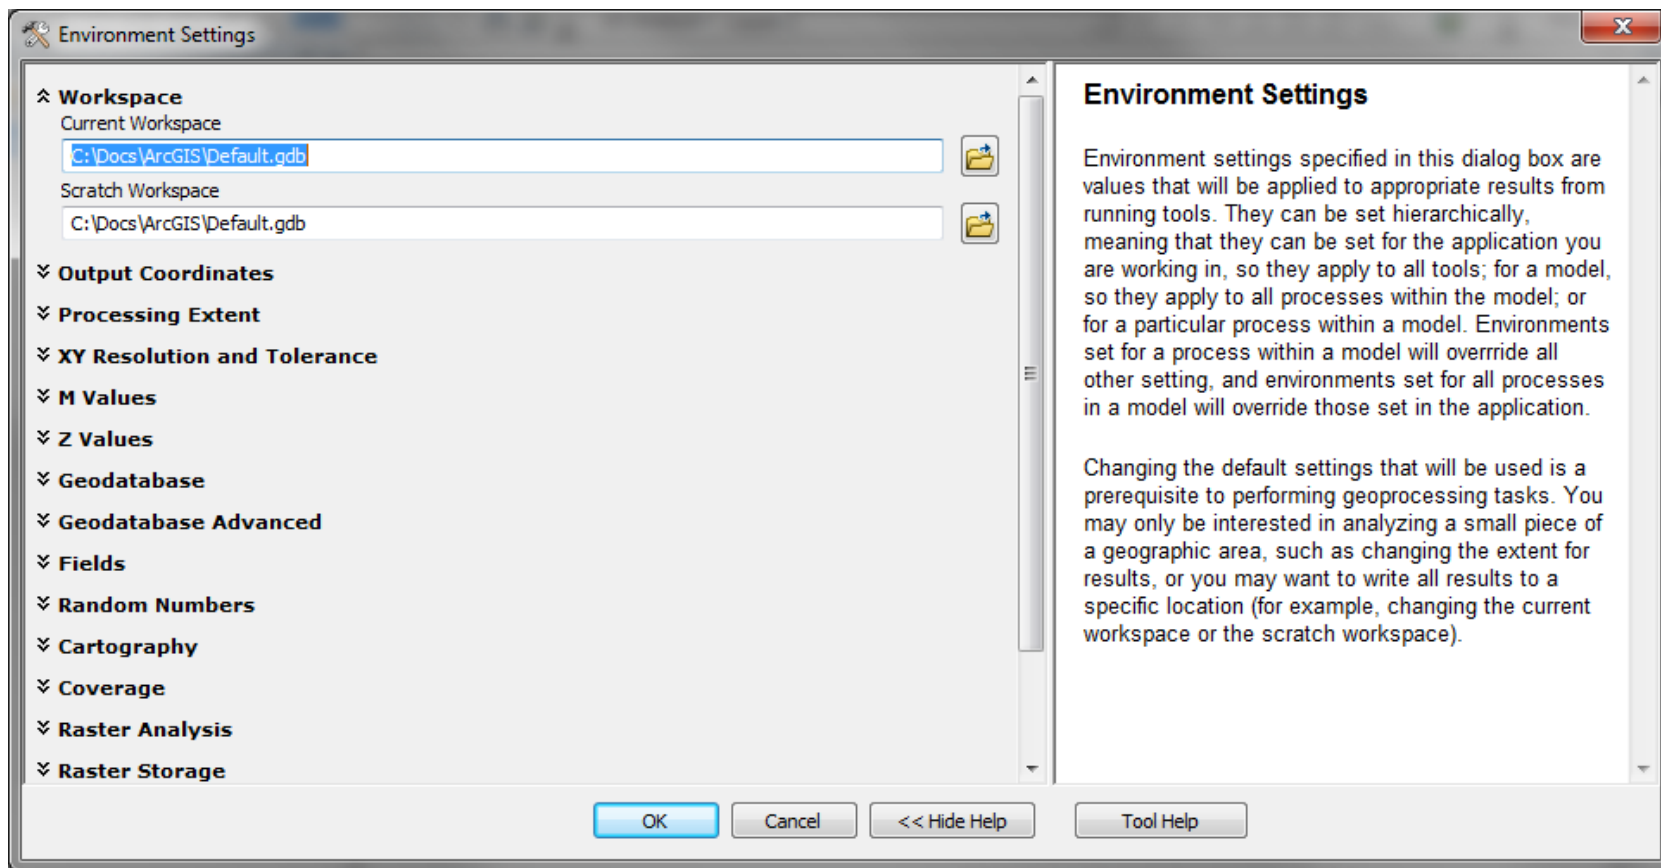 Environment Settings
Workspace
Current Workspace
C:\Docs\ArcGIS\Default.gdb
Scratch Workspace
C:\Docs\ArcGIS\Default.gdb
Output Coordinates
Processing Extent
XY Resolution and Tolerance
M Values
Z Values
Geodatabase
Geodatabase Advanced
Fields
Random Numbers
Cartography
Coverage
Raster Analysis
Raster Storage
Environment Settings
Environment settings specified in this dialog box are
values that will be applied to appropriate results from
running tools. They can be set hierarchically,
meaning that they can be set for the application you
are working in, so they apply to all tools; for a model,
so they apply to all processes within the model; or
for a particular process within a model. Environments
set for a process within a model will overrride all
other setting, and environments set for all processes
in a model will override those set in the application.
Changing the default settings that will be used is a
prerequisite to performing geoprocessing tasks. You
may only be interested in analyzing a small piece of
a geographic area, such as changing the extent for
results, or you may want to write all results to a
specific location (for example, changing the current
workspace or the scratch workspace).
OK
Cancel
<< Hide Help
Tool Help